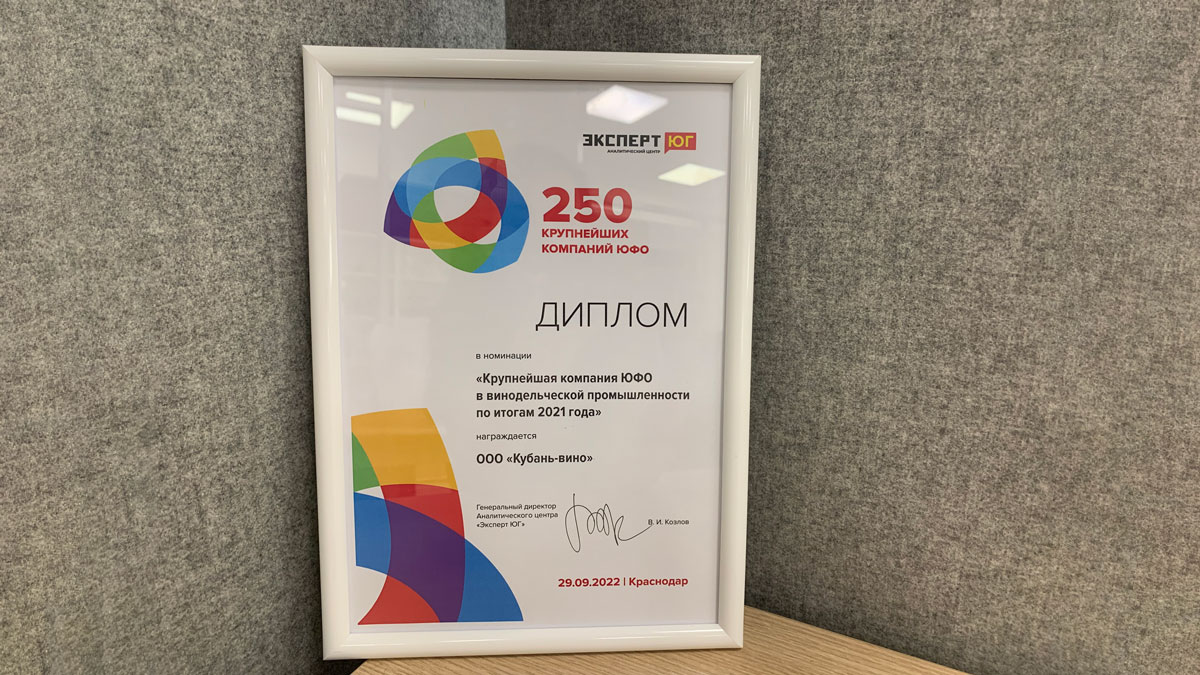 ЭКСПЕРТ ЮГ
АНАЛИТИЧЕСКИЙ ЦЕНТР
250
КРУПНЕЙШИХ
КОМПАНИЙ ЮФО
ДИПЛОМ
в номинации
«Крупнейшая компания ЮФО
в винодельческой промышленности
по итогам 2021 года»
награждается
ООО «Кубань-вино»
Генеральный директор
Аналитического центра
«Эксперт ЮГ»
В. И. Козлов
29.09.2022 | Краснодар